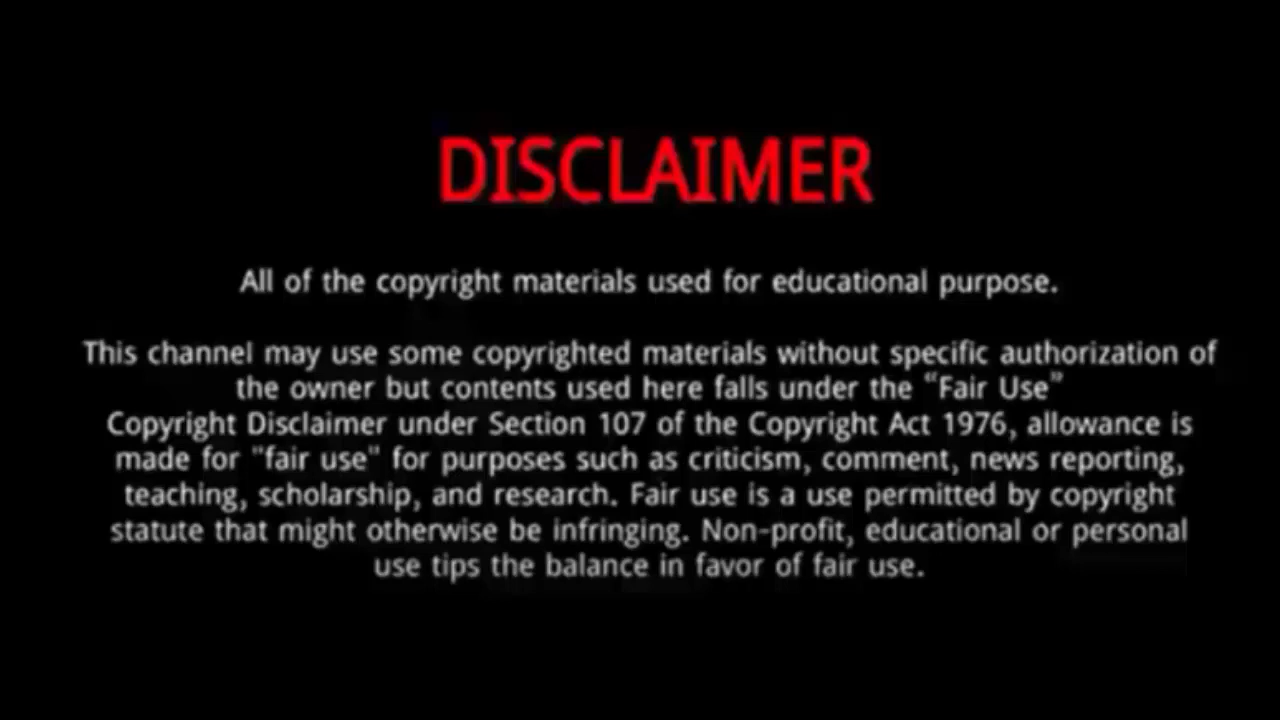 DISCLAIMER
All of the copyright materials used for educational purpose.
This channel may use some copyrighted materials without specific authorization of
the owner but contents used here falls under the “Fair Use”
Copyright Disclaimer under Section 107 of the Copyright Act 1976, allowance is
made for "fair use" for purposes such as criticism, comment, news reporting,
teaching, scholarship, and research. Fair use is a use permitted by copyright
statute that might otherwise be infringing. Non-profit, educational or personal
use tips the balance in favor of fair use.